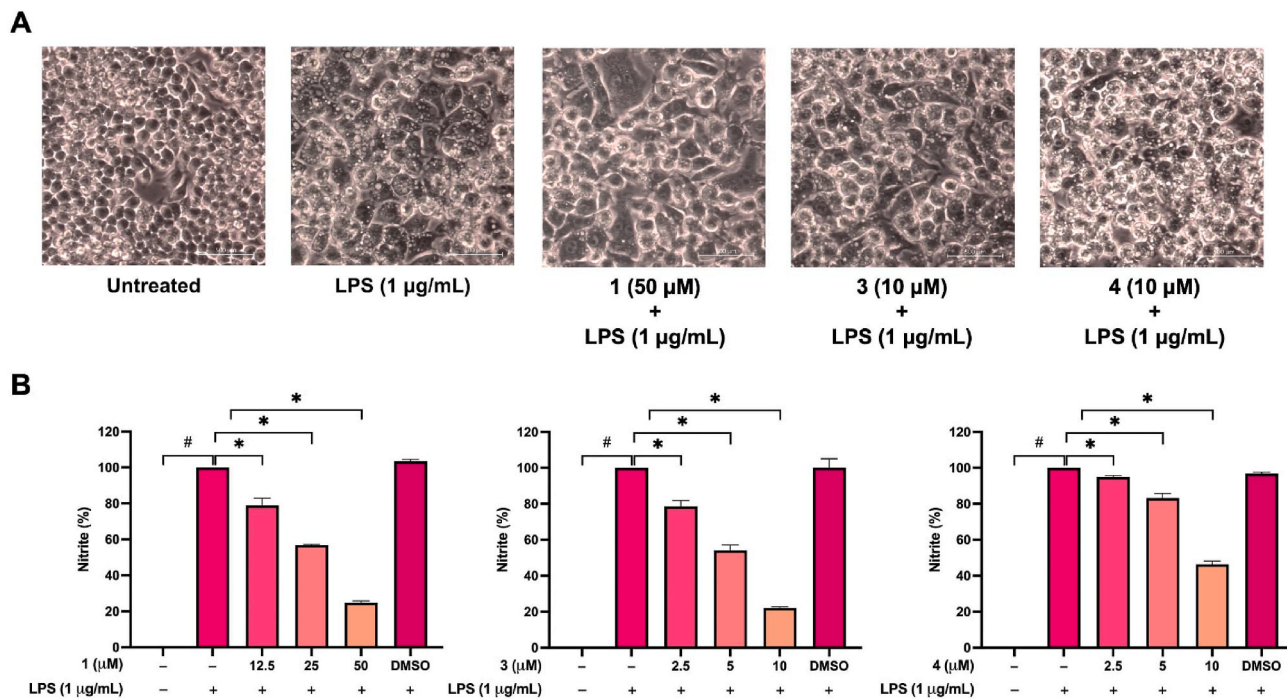 A
Untreated
LPS (1 µg/mL)
1 (50 µM)
+
LPS (1 µg/mL)
3 (10 µM)
+
LPS (1 µg/mL)
4 (10 µM)
+
LPS (1 µg/mL)
B
*
*
# *
120
100
80
60
40
20
0
Nitrite (%)
1 (µM) – – 12.5 25 50 DMSO
LPS (1 µg/mL) – + + + + +
*
*
# *
120
100
80
60
40
20
0
Nitrite (%)
3 (µM) – – 2.5 5 10 DMSO
LPS (1 µg/mL) – + + + + +
*
*
# *
120
100
80
60
40
20
0
Nitrite (%)
4 (µM) – – 2.5 5 10 DMSO
LPS (1 µg/mL) – + + + + +